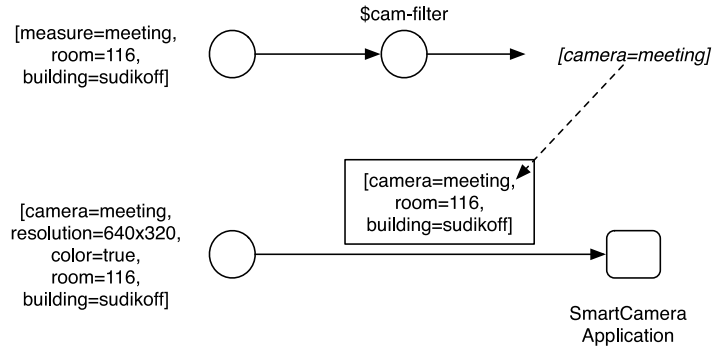 $cam-filter
[measure=meeting,
room=116,
building=sudikoff]
[camera=meeting]
[camera=meeting,
room=116,
building=sudikoff]
[camera=meeting,
resolution=640x320,
color=true,
room=116,
building=sudikoff]
SmartCamera
Application